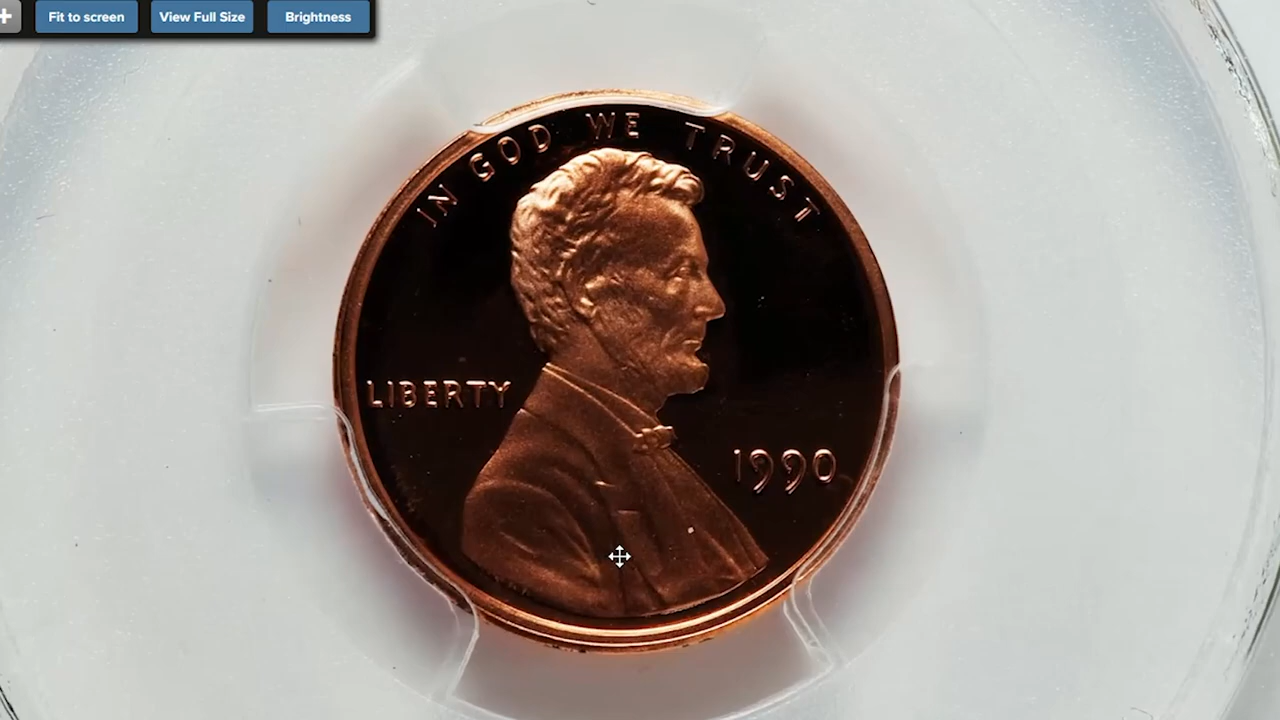 Fit to screen
View Full Size
Brightness
IN GOD WE TRUST
LIBERTY
1990